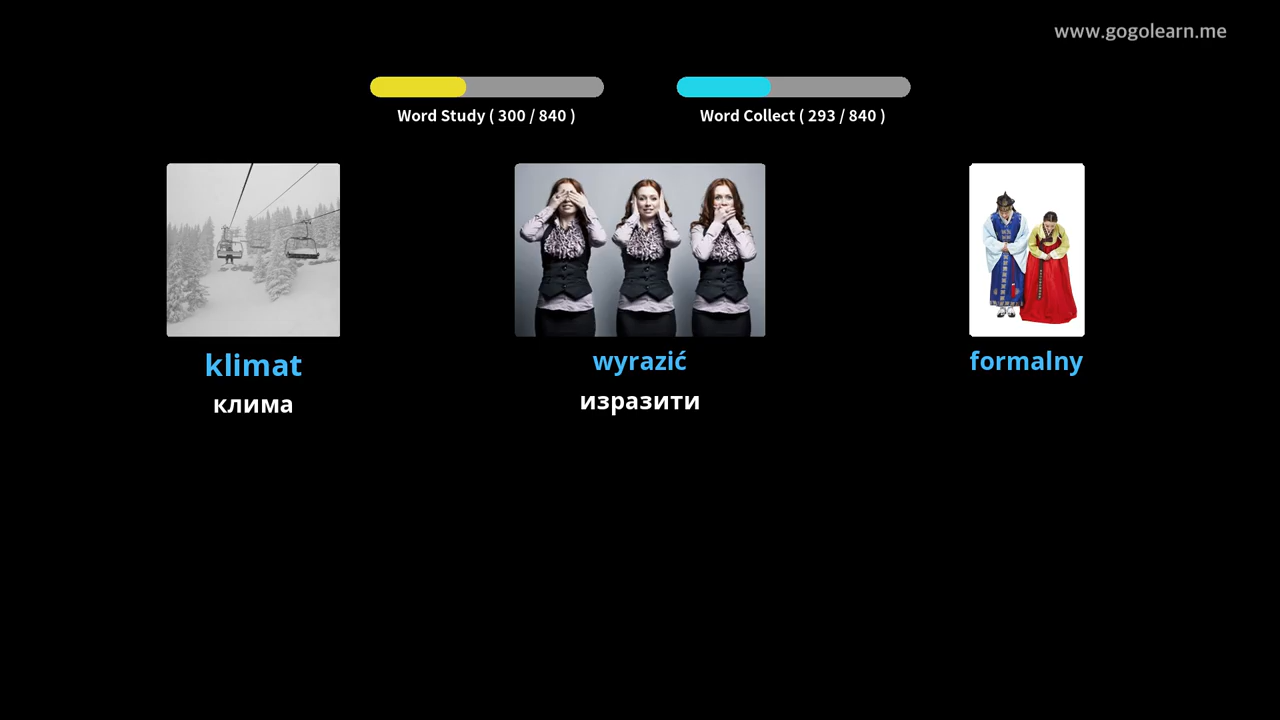 www.gogolearn.me
Word Study ( 300 / 840 )
Word Collect ( 293 / 840 )
klimat
клима
wyrazić
изразити
formalny